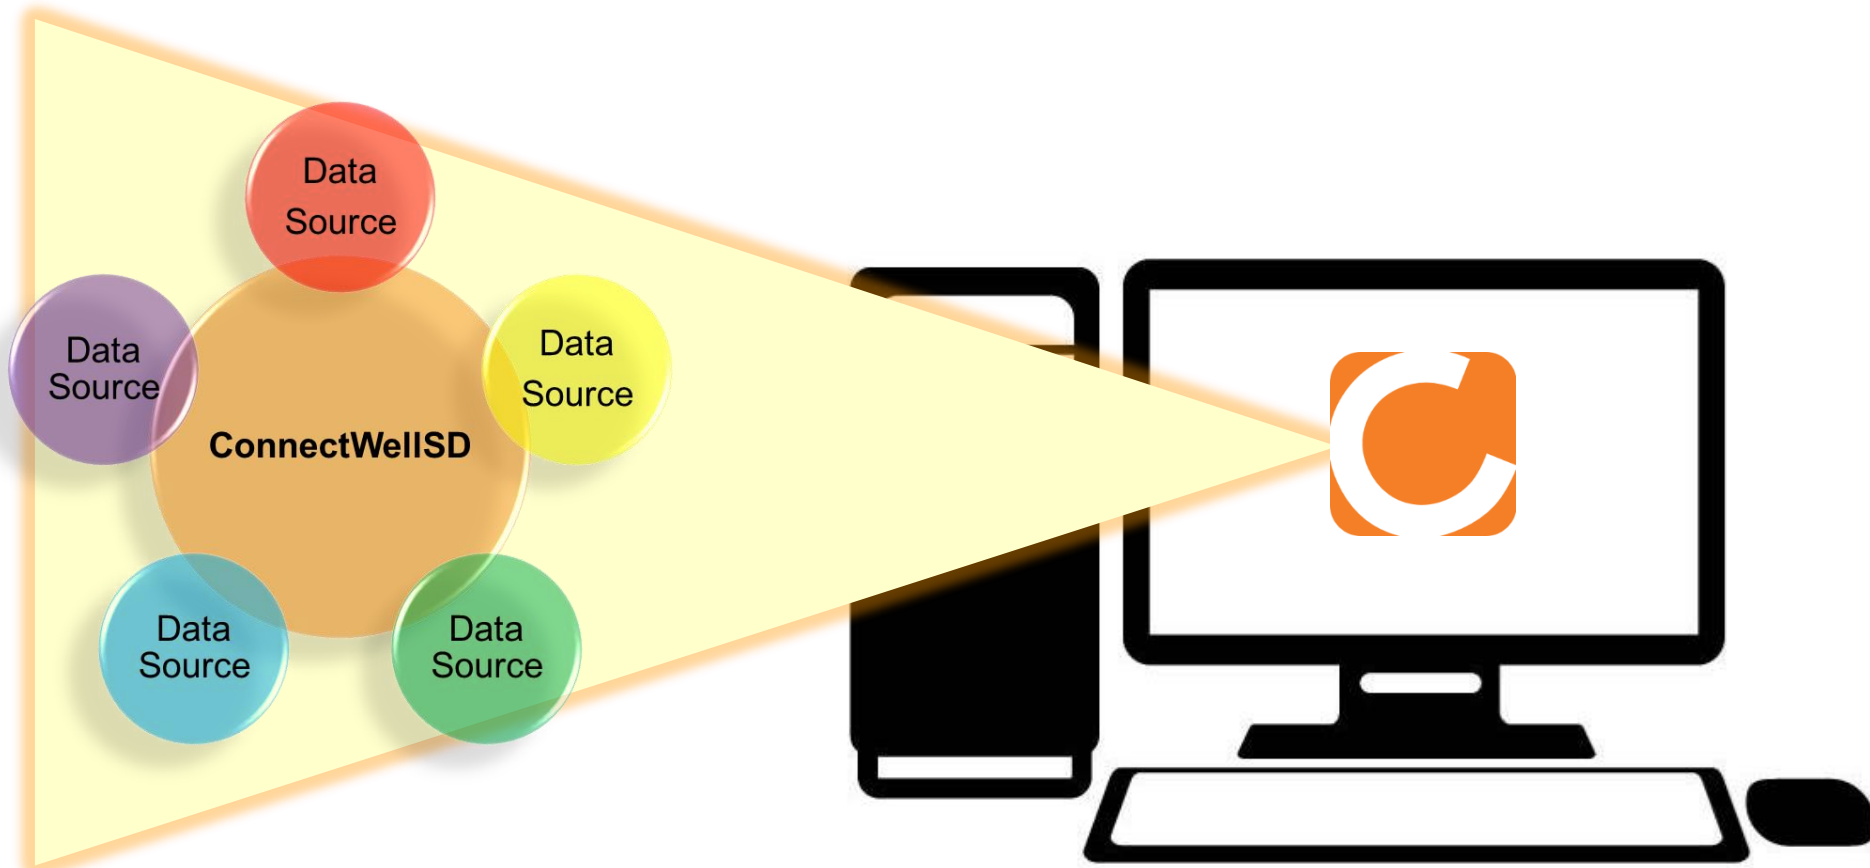 Data
Source
Data
Source
Data
Source
ConnectWellSD
Data
Source
Data
Source
C